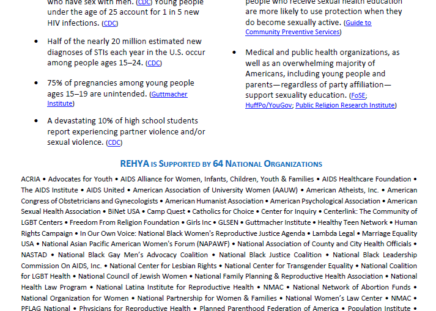 who have sex with men. (CDC) Young people
under the age of 25 account for 1 in 5 new
HIV infections. (CDC)
• Half of the nearly 20 million estimated new
diagnoses of STIs each year in the U.S. occur
among people ages 15–24. (CDC)
• 75% of pregnancies among young people
ages 15–19 are unintended. (Guttmacher
Institute)
• A devastating 10% of high school students
report experiencing partner violence and/or
sexual violence. (CDC)
people who receive sexual health education
are more likely to use protection when they
do become sexually active. (Guide to
Community Preventive Services)
• Medical and public health organizations, as
well as an overwhelming majority of
Americans, including young people and
parents—regardless of party affiliation—
support sexuality education. (FoSE;
HuffPo/YouGov; Public Religion Research Institute)
REHYA IS SUPPORTED BY 64 NATIONAL ORGANIZATIONS
ACRIA • Advocates for Youth • AIDS Alliance for Women, Infants, Children, Youth & Families • AIDS Healthcare Foundation •
The AIDS Institute • AIDS United • American Association of University Women (AAUW) • American Atheists, Inc. • American
Congress of Obstetricians and Gynecologists • American Humanist Association • American Psychological Association • American
Sexual Health Association • BiNet USA • Camp Quest • Catholics for Choice • Center for Inquiry • Centerlink: The Community of
LGBT Centers • Freedom From Religion Foundation • Girls Inc • GLSEN • Guttmacher Institute • Healthy Teen Network • Human
Rights Campaign • In Our Own Voice: National Black Women's Reproductive Justice Agenda • Lambda Legal • Marriage Equality
USA • National Asian Pacific American Women's Forum (NAPAWF) • National Association of County and City Health Officials •
NASTAD • National Black Gay Men's Advocacy Coalition • National Black Justice Coalition • National Black Leadership
Commission On AIDS, Inc. • National Center for Lesbian Rights • National Center for Transgender Equality • National Coalition
for LGBT Health • National Council of Jewish Women • National Family Planning & Reproductive Health Association • National
Health Law Program • National Latina Institute for Reproductive Health • NMAC • National Network of Abortion Funds •
National Organization for Women • National Partnership for Women & Families • National Women's Law Center • NMAC •
PFLAG National • Physicians for Reproductive Health • Planned Parenthood Federation of America • Population Institute •